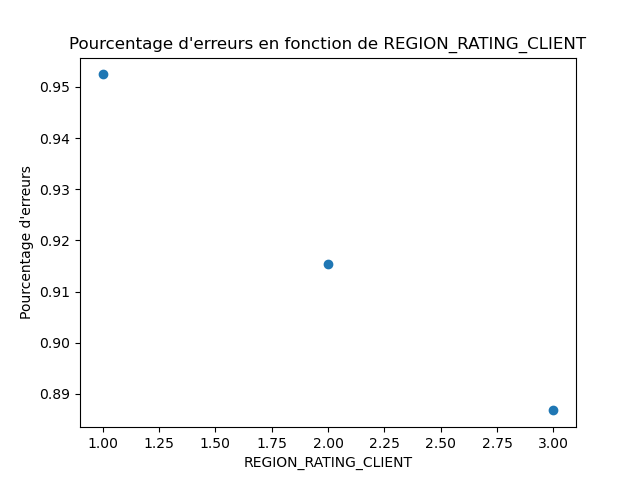 Pourcentage d'erreurs en fonction de REGION_RATING_CLIENT
Pourcentage d'erreurs
0.95
0.94
0.93
0.92
0.91
0.90
0.89
1.00 1.25 1.50 1.75 2.00 2.25 2.50 2.75 3.00
REGION_RATING_CLIENT